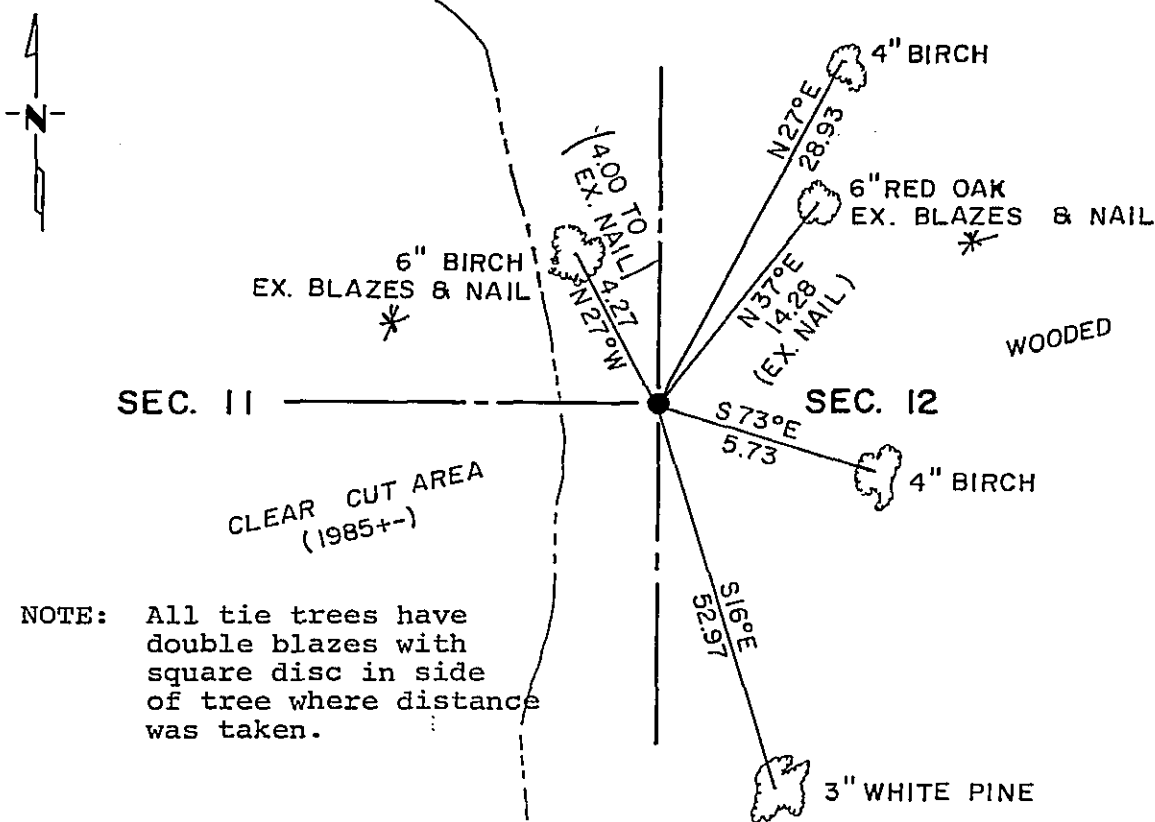 N
4" BIRCH
N27°E
28.93
(4.00 TO
EX. NAIL)
6" RED OAK
EX. BLAZES & NAIL
6" BIRCH
EX. BLAZES & NAIL
4.27
N27°W
N37°E
14.28
(EX. NAIL)
WOODED
SEC. 11
SEC. 12
S73°E
5.73
4" BIRCH
CLEAR CUT AREA
(1985+-)
S16°E
52.97
NOTE: All tie trees have
double blazes with
square disc in side
of tree where distance
was taken.
3" WHITE PINE